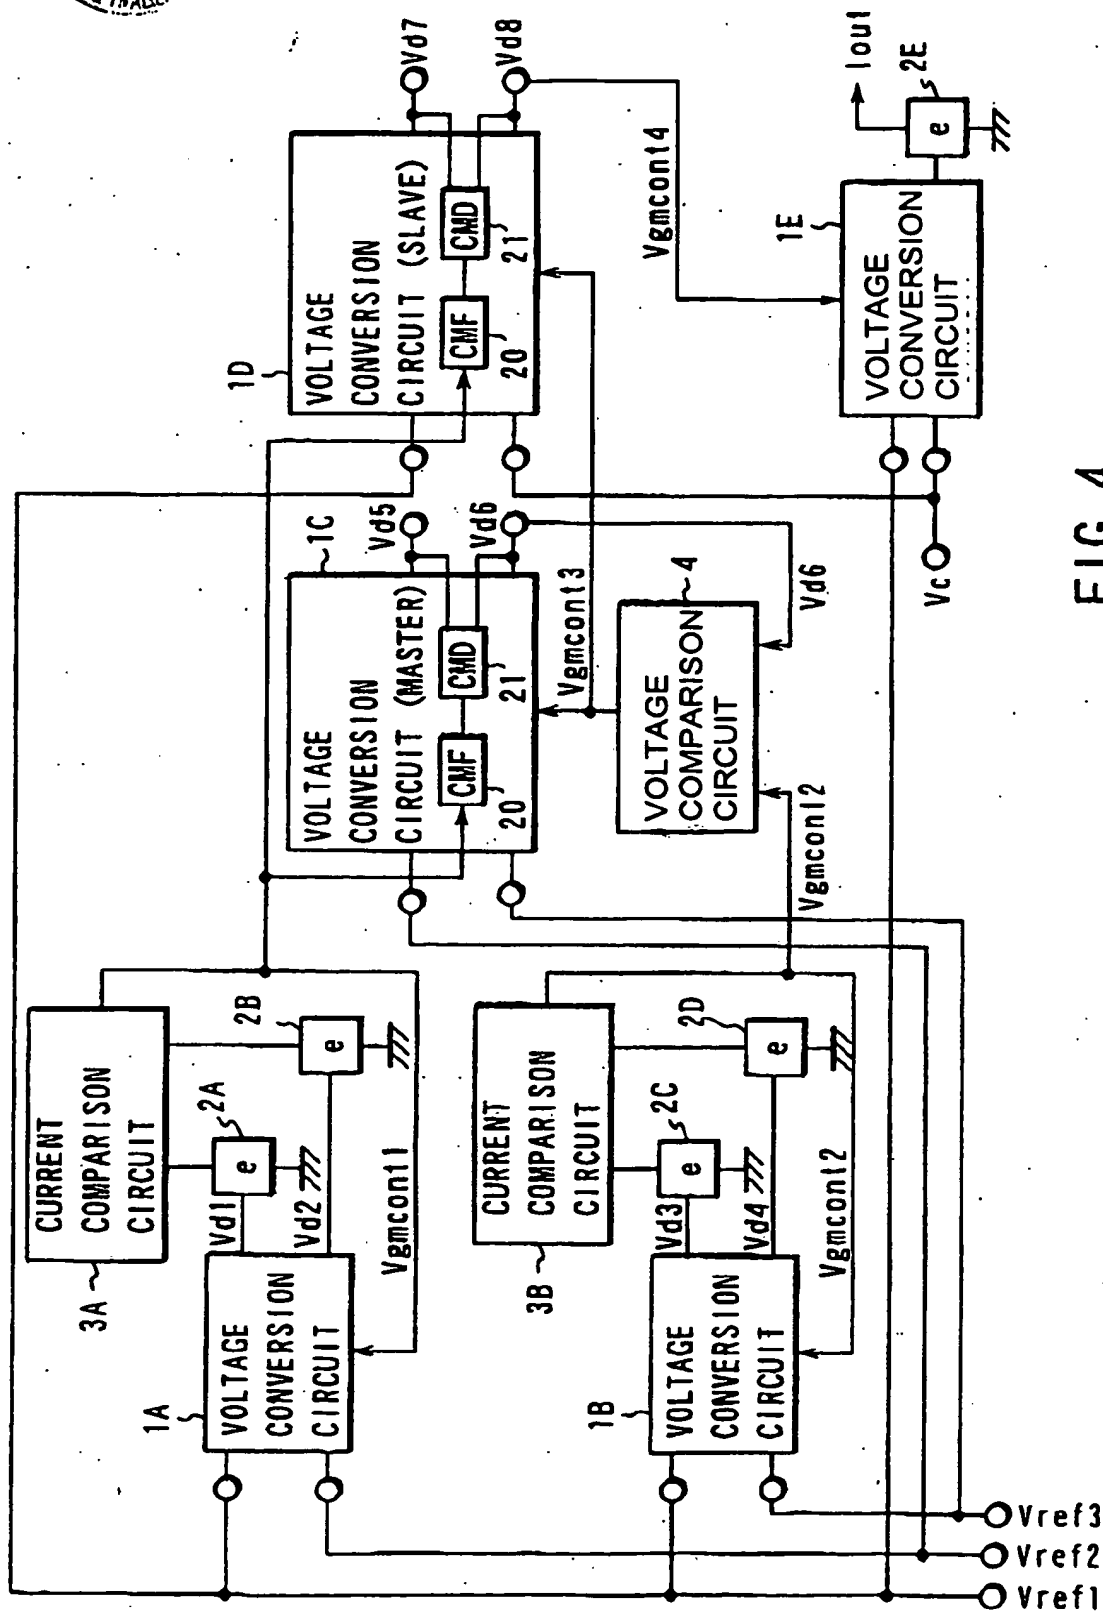 3A
CURRENT
COMPARISON
CIRCUIT
2A
e
2B
e
Vd1
Vd2
1A
VOLTAGE
CONVERSION
CIRCUIT
Vgmcont1
3B
CURRENT
COMPARISON
CIRCUIT
2C
e
2D
e
Vd3
Vd4
1B
VOLTAGE
CONVERSION
CIRCUIT
Vgmcont2
Vref3
Vref2
Vref1
1C
VOLTAGE
CONVERSION
CIRCUIT (MASTER)
CMF
CMD
20
21
Vd5
Vd6
Vgmcont3
4
VOLTAGE
COMPARISON
CIRCUIT
Vgmcont2
Vd6
1D
VOLTAGE
CONVERSION
CIRCUIT (SLAVE)
CMF
CMD
20
21
Vd7
Vd8
Vgmcont4
1E
VOLTAGE
CONVERSION
CIRCUIT
Vc
2E
e
Iout
FIG. 4